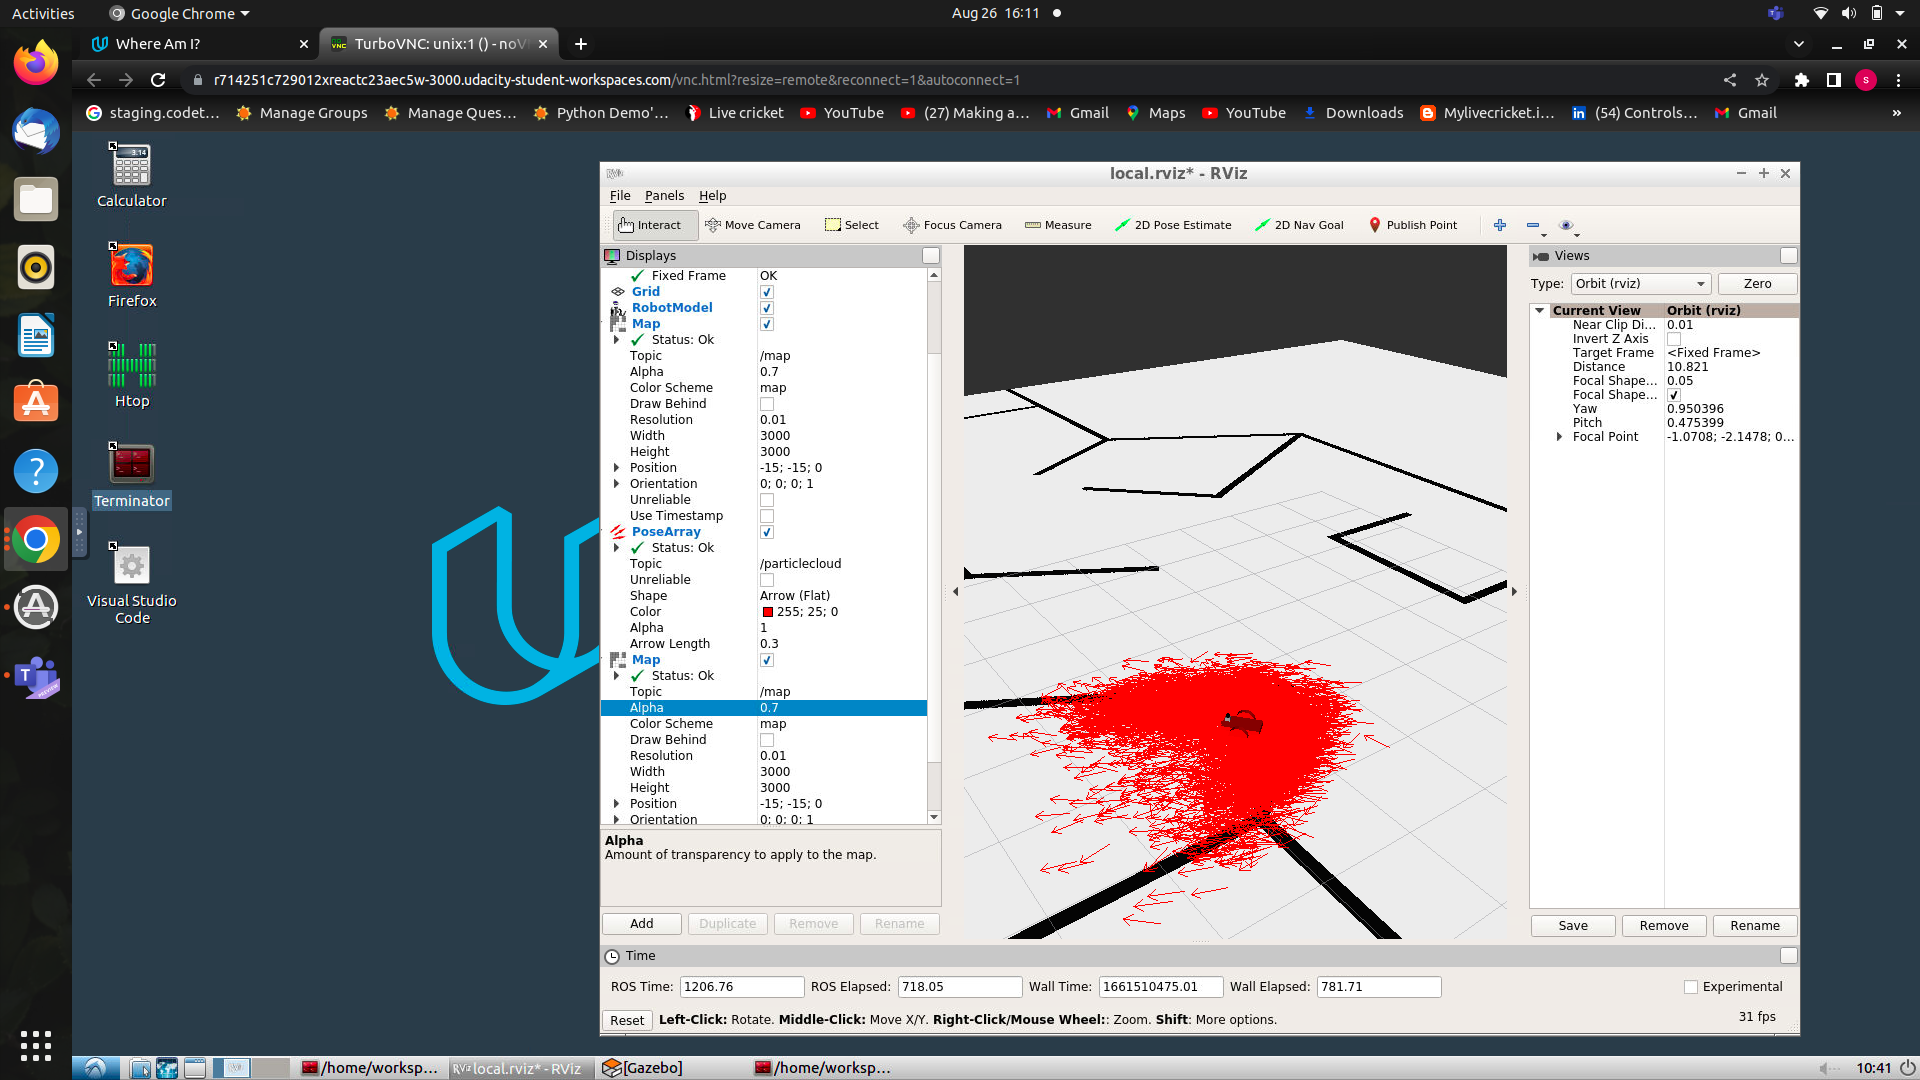 Activities
Google Chrome
Aug 26 16:11
Where Am I?
TurboVNC: unix:1 () - noV
r714251c729012xreactc23aec5w-3000.udacity-student-workspaces.com/vnc.html?resize=remote&reconnect=1&autoconnect=1
S
staging.codet...
Manage Groups
Manage Ques...
Python Demo'...
Live cricket
YouTube
(27) Making a...
Gmail
Maps
YouTube
Downloads
Mylivecricket.i...
(54) Controls...
Gmail
»
3.14
Calculator
Firefox
Htop
Terminator
Visual Studio
Code
local.rviz* - RViz
File
Panels
Help
Interact
Move Camera
Select
Focus Camera
Measure
2D Pose Estimate
2D Nav Goal
Publish Point
Displays
Fixed Frame OK
Grid
RobotModel
Map
Status: Ok
Topic /map
Alpha 0.7
Color Scheme map
Draw Behind
Resolution 0.01
Width 3000
Height 3000
Position -15; -15; 0
Orientation 0; 0; 0; 1
Unreliable
Use Timestamp
PoseArray
Status: Ok
Topic /particlecloud
Unreliable
Shape Arrow (Flat)
Color 255; 25; 0
Alpha 1
Arrow Length 0.3
Map
Status: Ok
Topic /map
Alpha 0.7
Color Scheme map
Draw Behind
Resolution 0.01
Width 3000
Height 3000
Position -15; -15; 0
Orientation 0; 0; 0; 1
Alpha
Amount of transparency to apply to the map.
Add
Duplicate
Remove
Rename
Views
Type: Orbit (rviz) Zero
Current View Orbit (rviz)
Near Clip Di... 0.01
Invert Z Axis
Target Frame <Fixed Frame>
Distance 10.821
Focal Shape... 0.05
Focal Shape...
Yaw 0.950396
Pitch 0.475399
Focal Point -1.0708; -2.1478; 0...
Save
Remove
Rename
Time
ROS Time: 1206.76 ROS Elapsed: 718.05 Wall Time: 1661510475.01 Wall Elapsed: 781.71 Experimental
Reset Left-Click: Rotate. Middle-Click: Move X/Y. Right-Click/Mouse Wheel:: Zoom. Shift: More options. 31 fps
/home/worksp...
local.rviz* - RViz
[Gazebo]
/home/worksp...
10:41